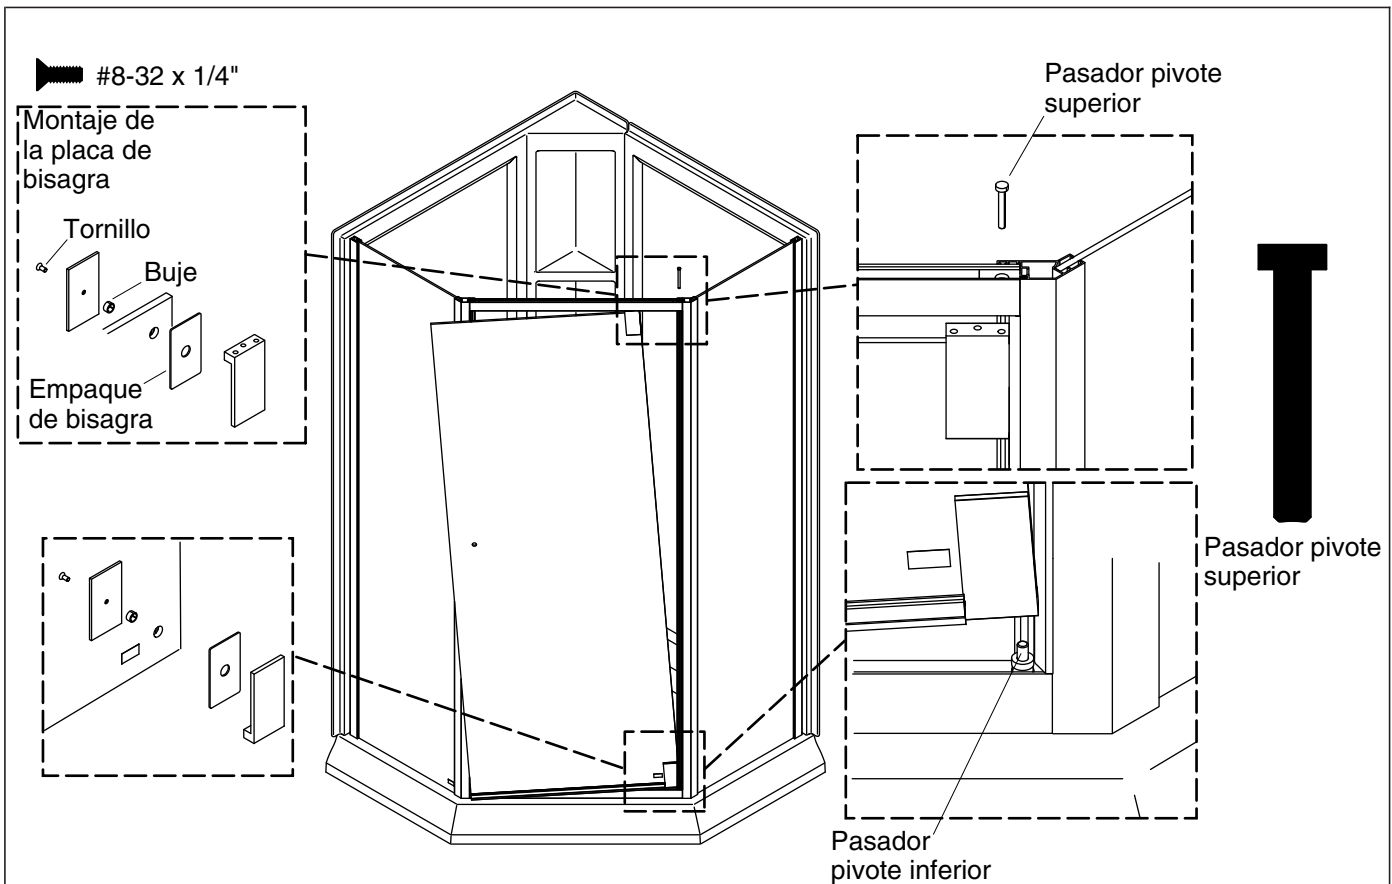 #8-32 x 1/4"
Montaje de
la placa de
bisagra
Tornillo
Buje
Empaque
de bisagra
Pasador pivote
superior
Pasador pivote
superior
Pasador
pivote inferior